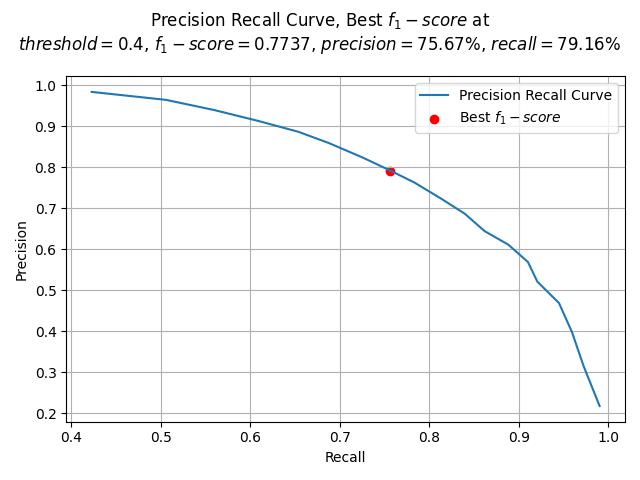 Precision Recall Curve, Best f₁ − score at
threshold = 0.4, f₁ − score = 0.7737, precision = 75.67%, recall = 79.16%
Precision Recall Curve
Best f₁ − score
Precision
1.0
0.9
0.8
0.7
0.6
0.5
0.4
0.3
0.2
0.4 0.5 0.6 0.7 0.8 0.9 1.0
Recall